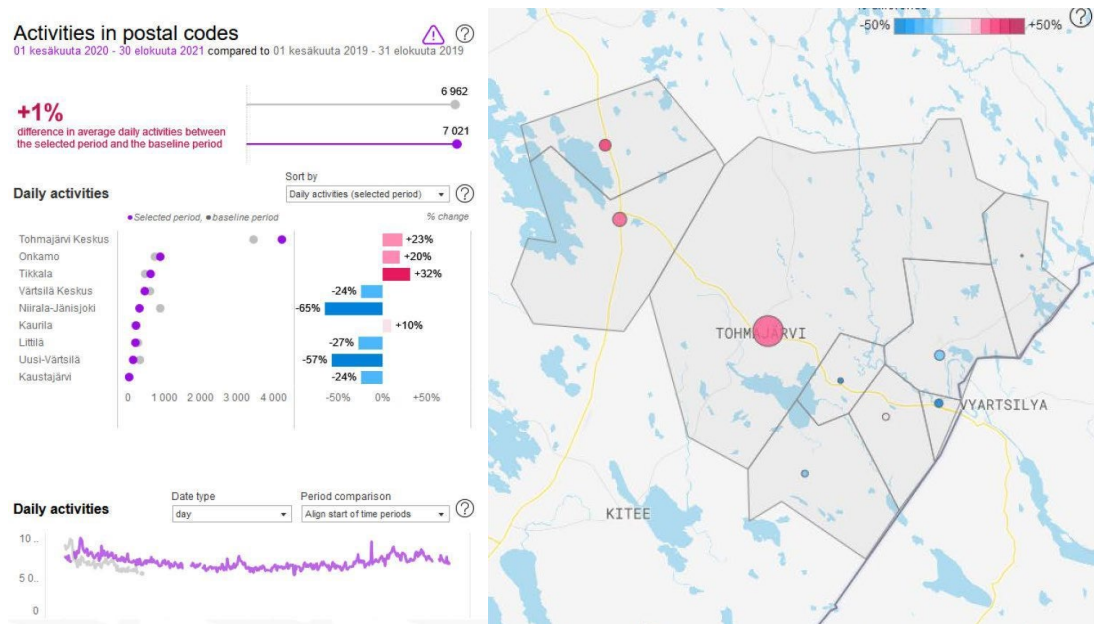 Activities in postal codes
01 kesäkuuta 2020 - 30 elokuuta 2021 compared to 01 kesäkuuta 2019 - 31 elokuuta 2019
+1%
difference in average daily activities between
the selected period and the baseline period
6 962
7 021
Daily activities
Sort by
Daily activities (selected period)
Selected period, baseline period
% change
Tohmajärvi Keskus +23%
Onkamo +20%
Tikkala +32%
Värtsilä Keskus -24%
Niirala-Jänisjoki -65%
Kaurila +10%
Littilä -27%
Uusi-Värtsilä -57%
Kaustajärvi -24%
0 1 000 2 000 3 000 4 000 -50% 0% +50%
Daily activities
Date type
day
Period comparison
Align start of time periods
10 ..
5 0..
0
-50% +50%
TOHMAJÄRVI
VYARTSILYA
KITEE